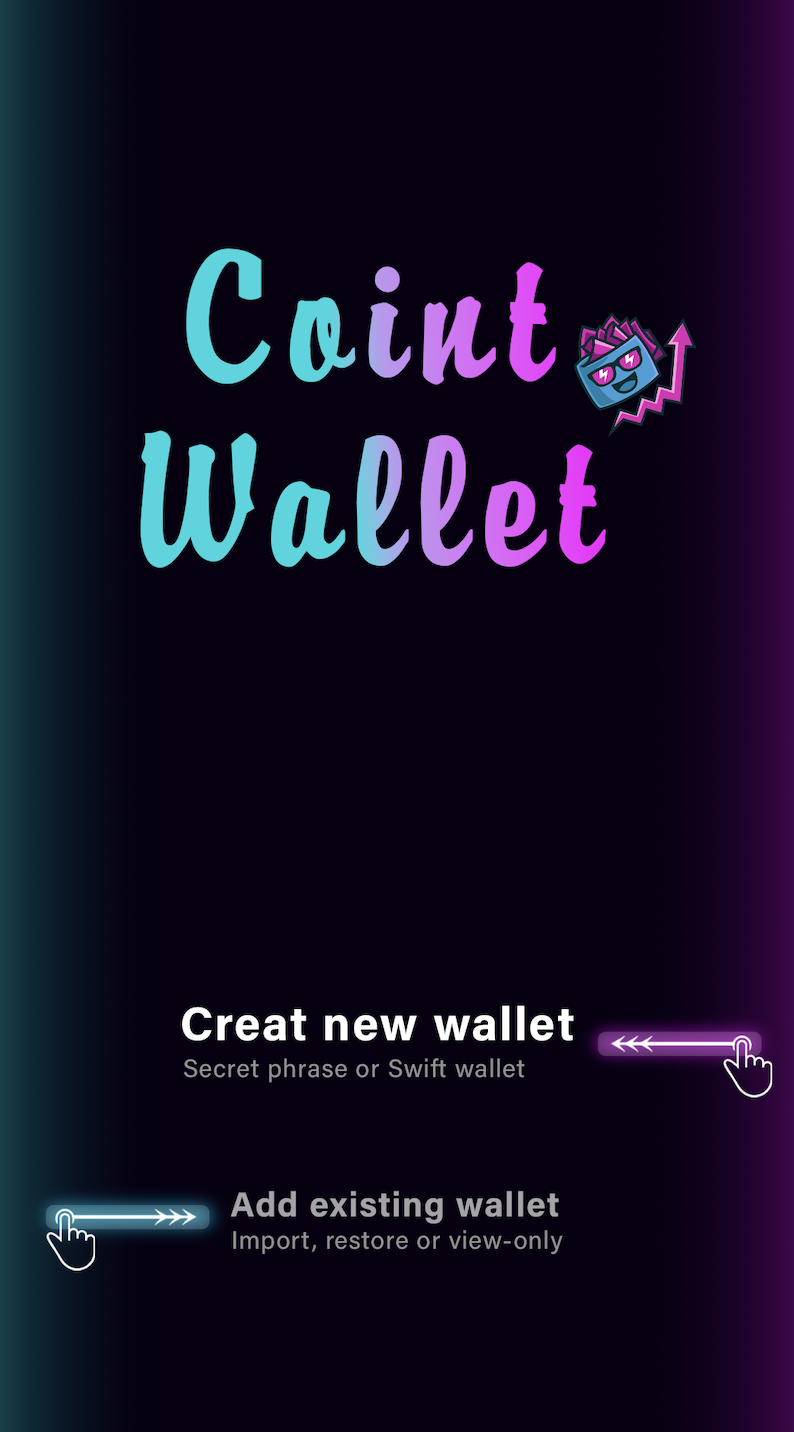 Coint
Wallet
Creat new wallet
Secret phrase or Swift wallet
Add existing wallet
Import, restore or view-only